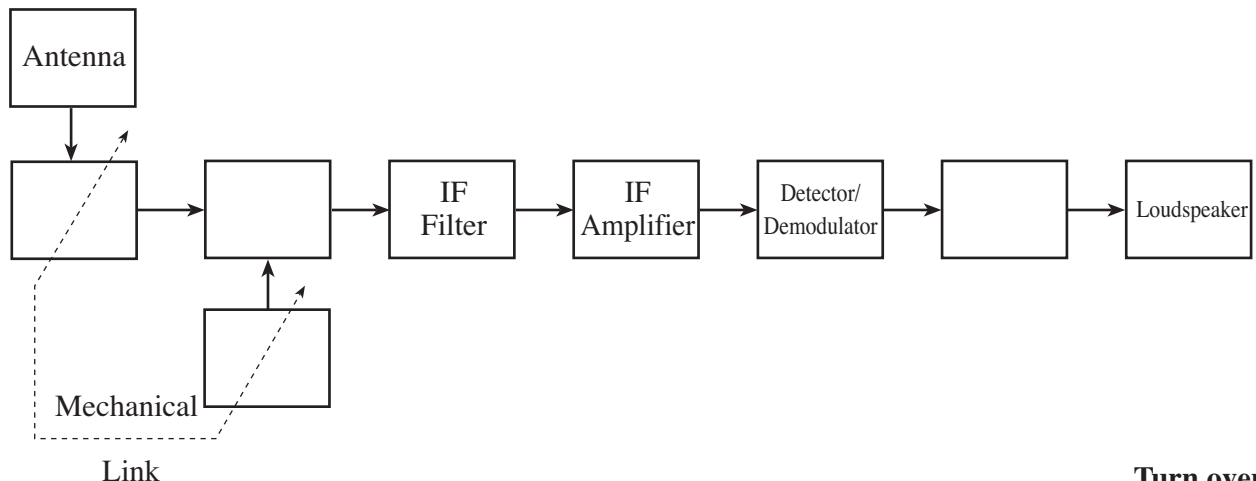 Antenna
IF
Filter
IF
Amplifier
Detector/
Demodulator
Loudspeaker
Mechanical
Link
Turn over